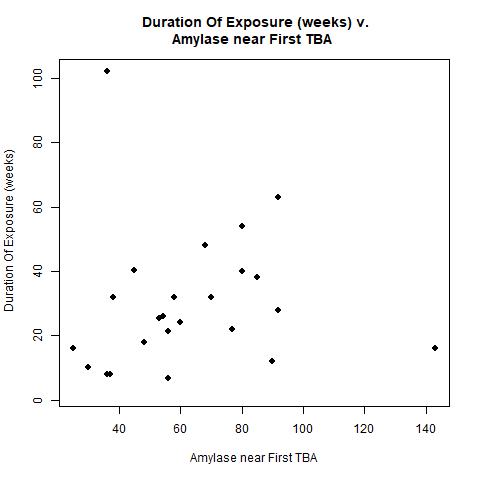 Duration Of Exposure (weeks) v.
Amylase near First TBA
Duration Of Exposure (weeks)
100
80
60
40
20
0
40 60 80 100 120 140
Amylase near First TBA